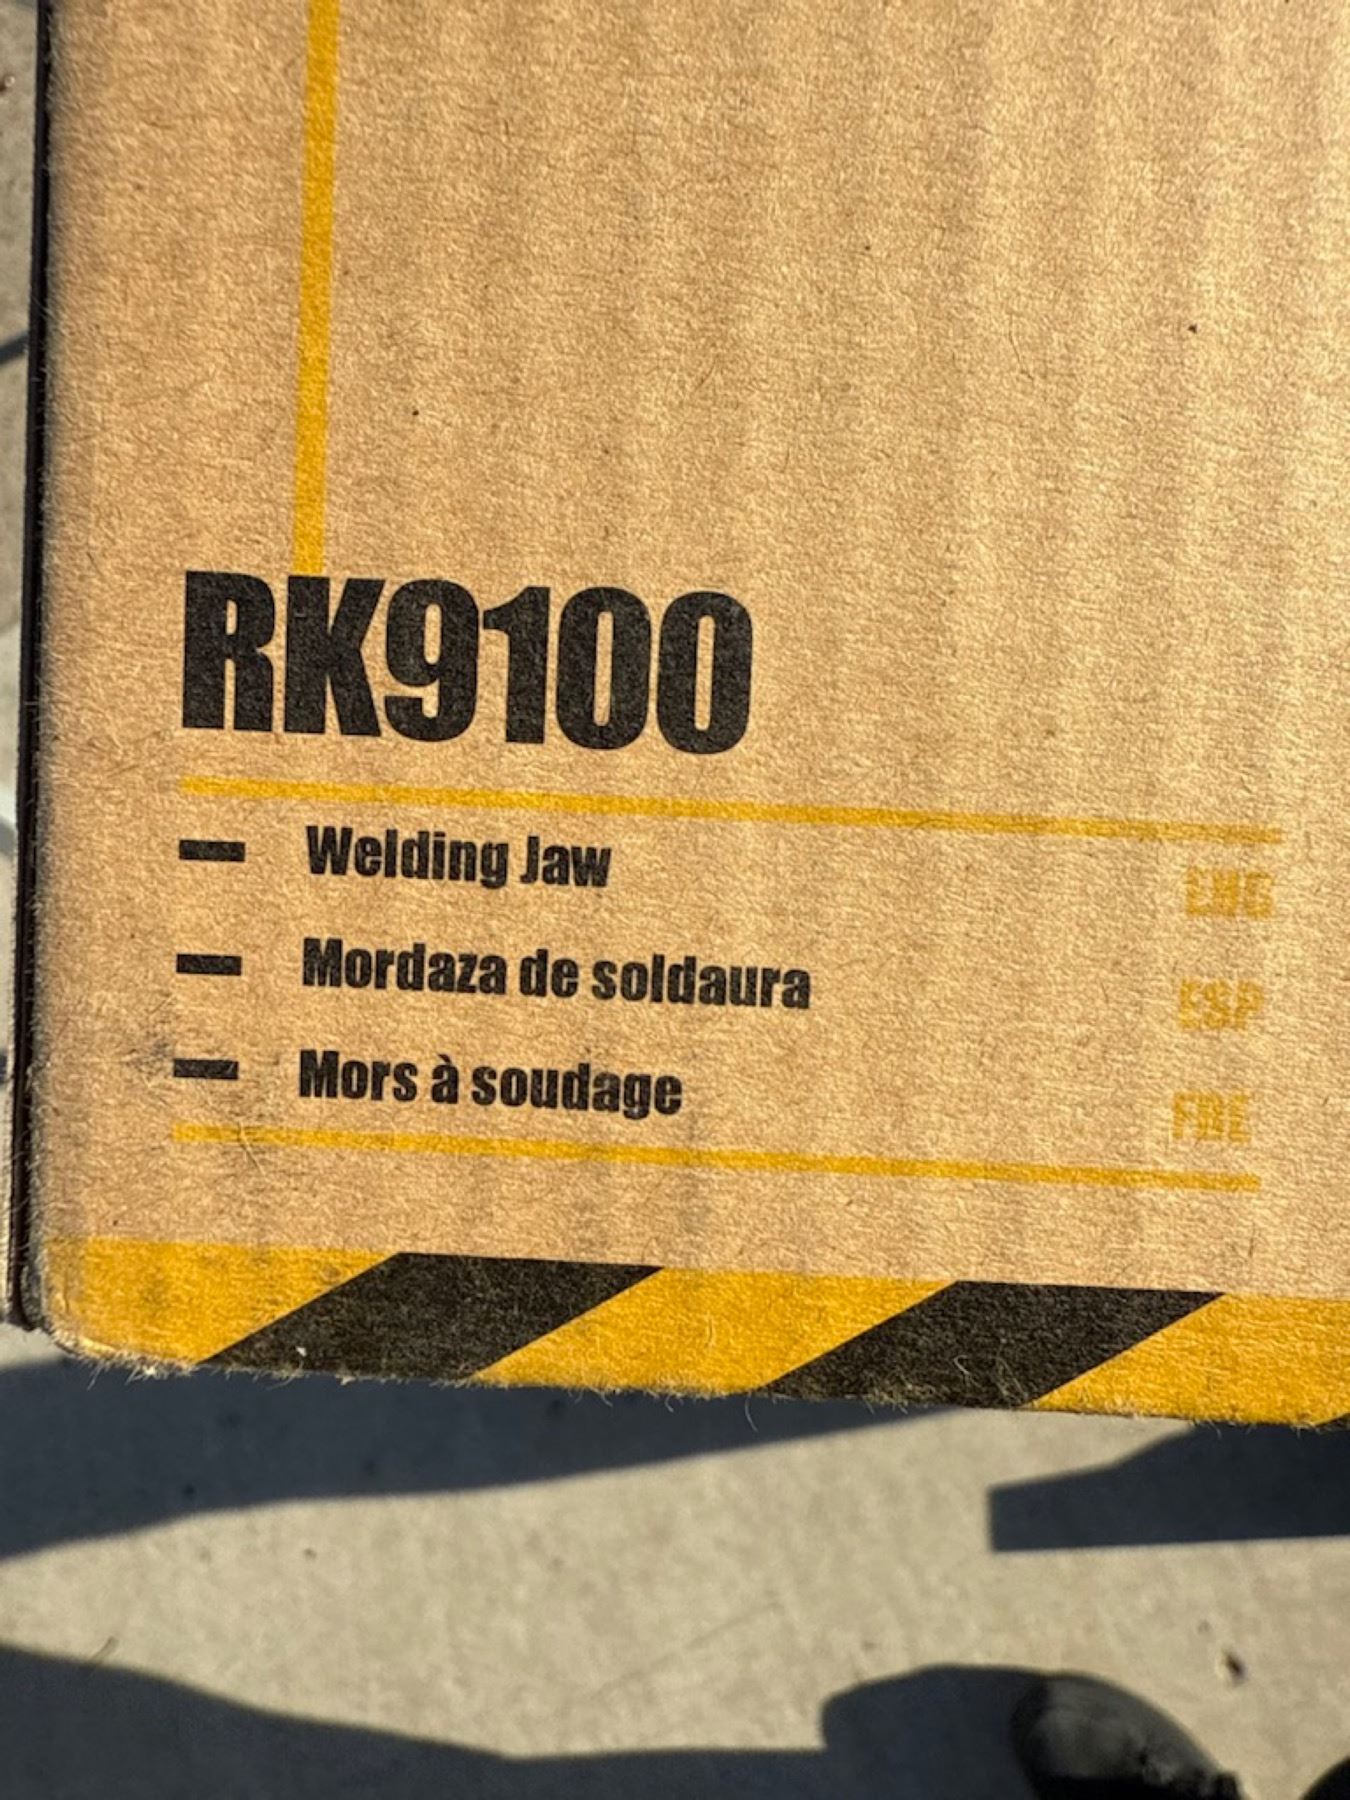 RK9100
Welding Jaw ENG
Mordaza de soldaura ESP
Mors à soudage FRE